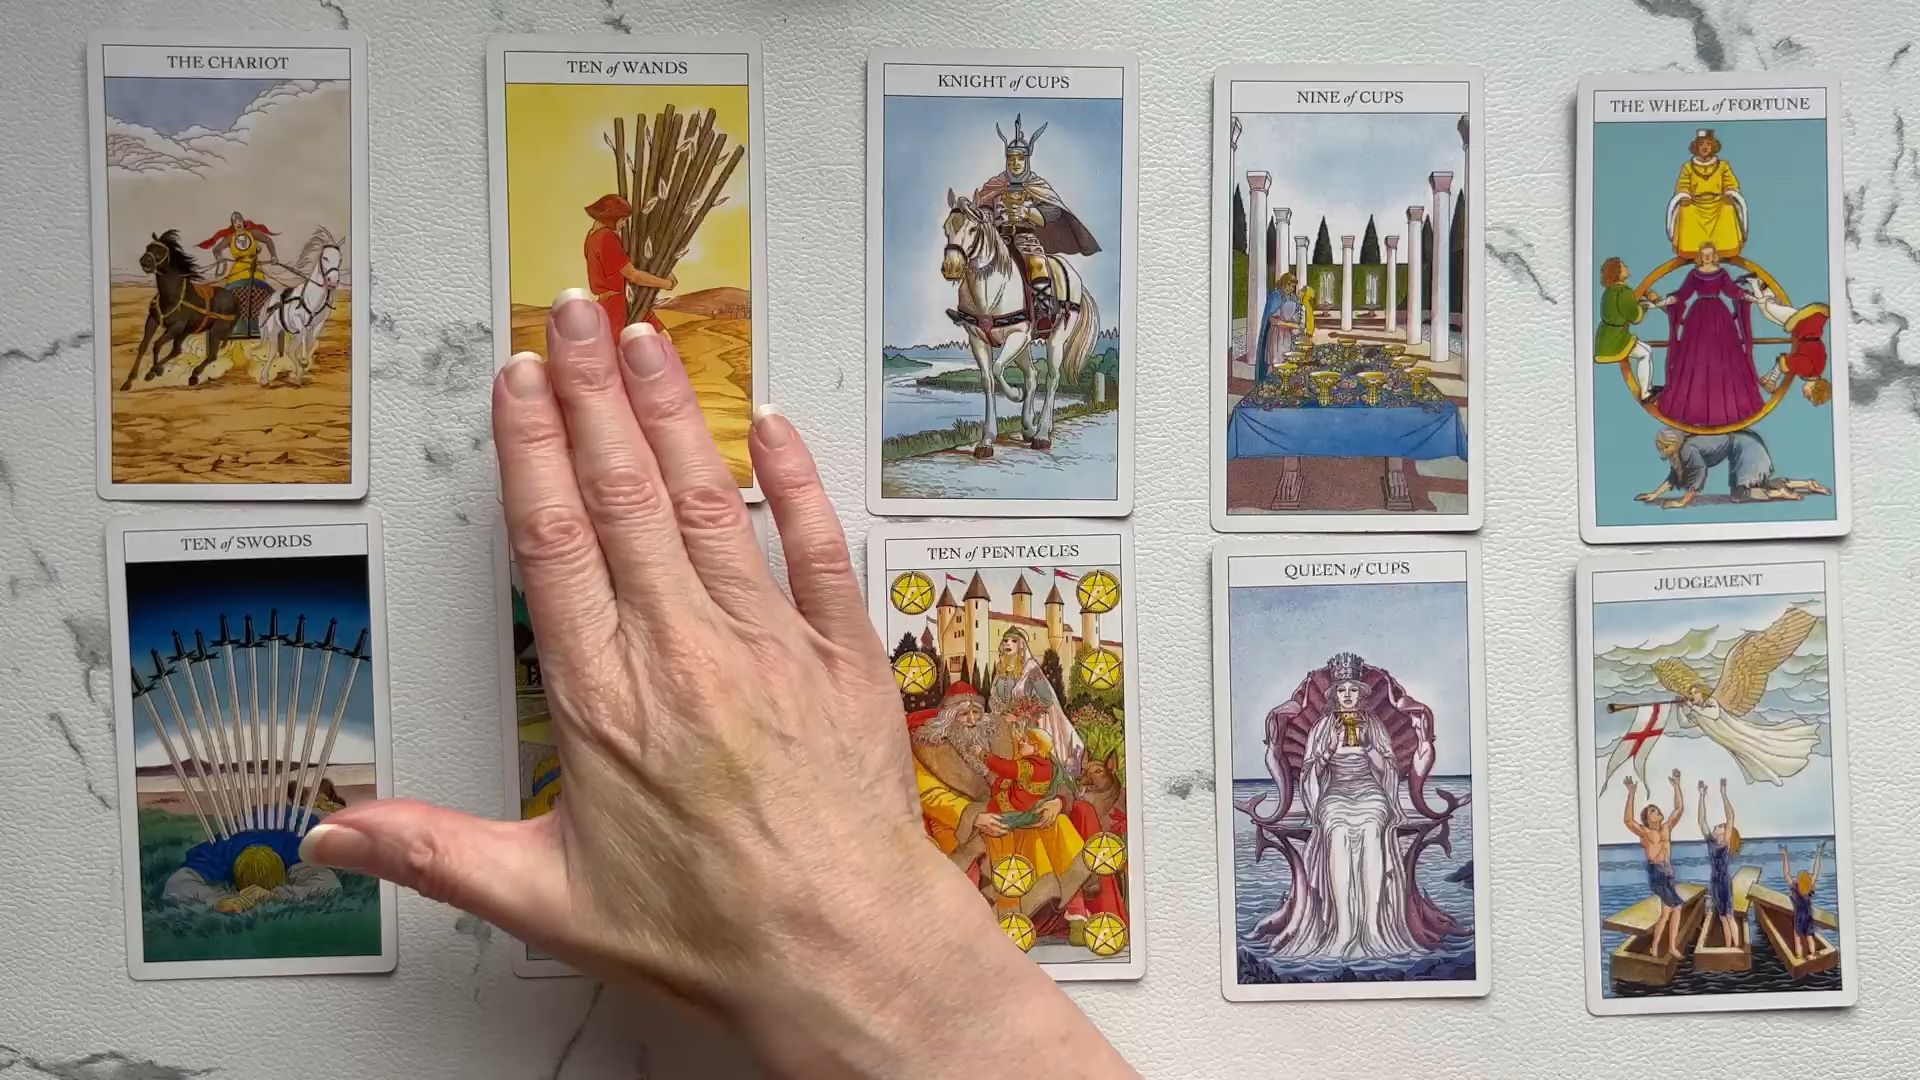 THE CHARIOT
TEN of WANDS
KNIGHT of CUPS
NINE of CUPS
THE WHEEL of FORTUNE
TEN of SWORDS
TEN of PENTACLES
QUEEN of CUPS
JUDGEMENT